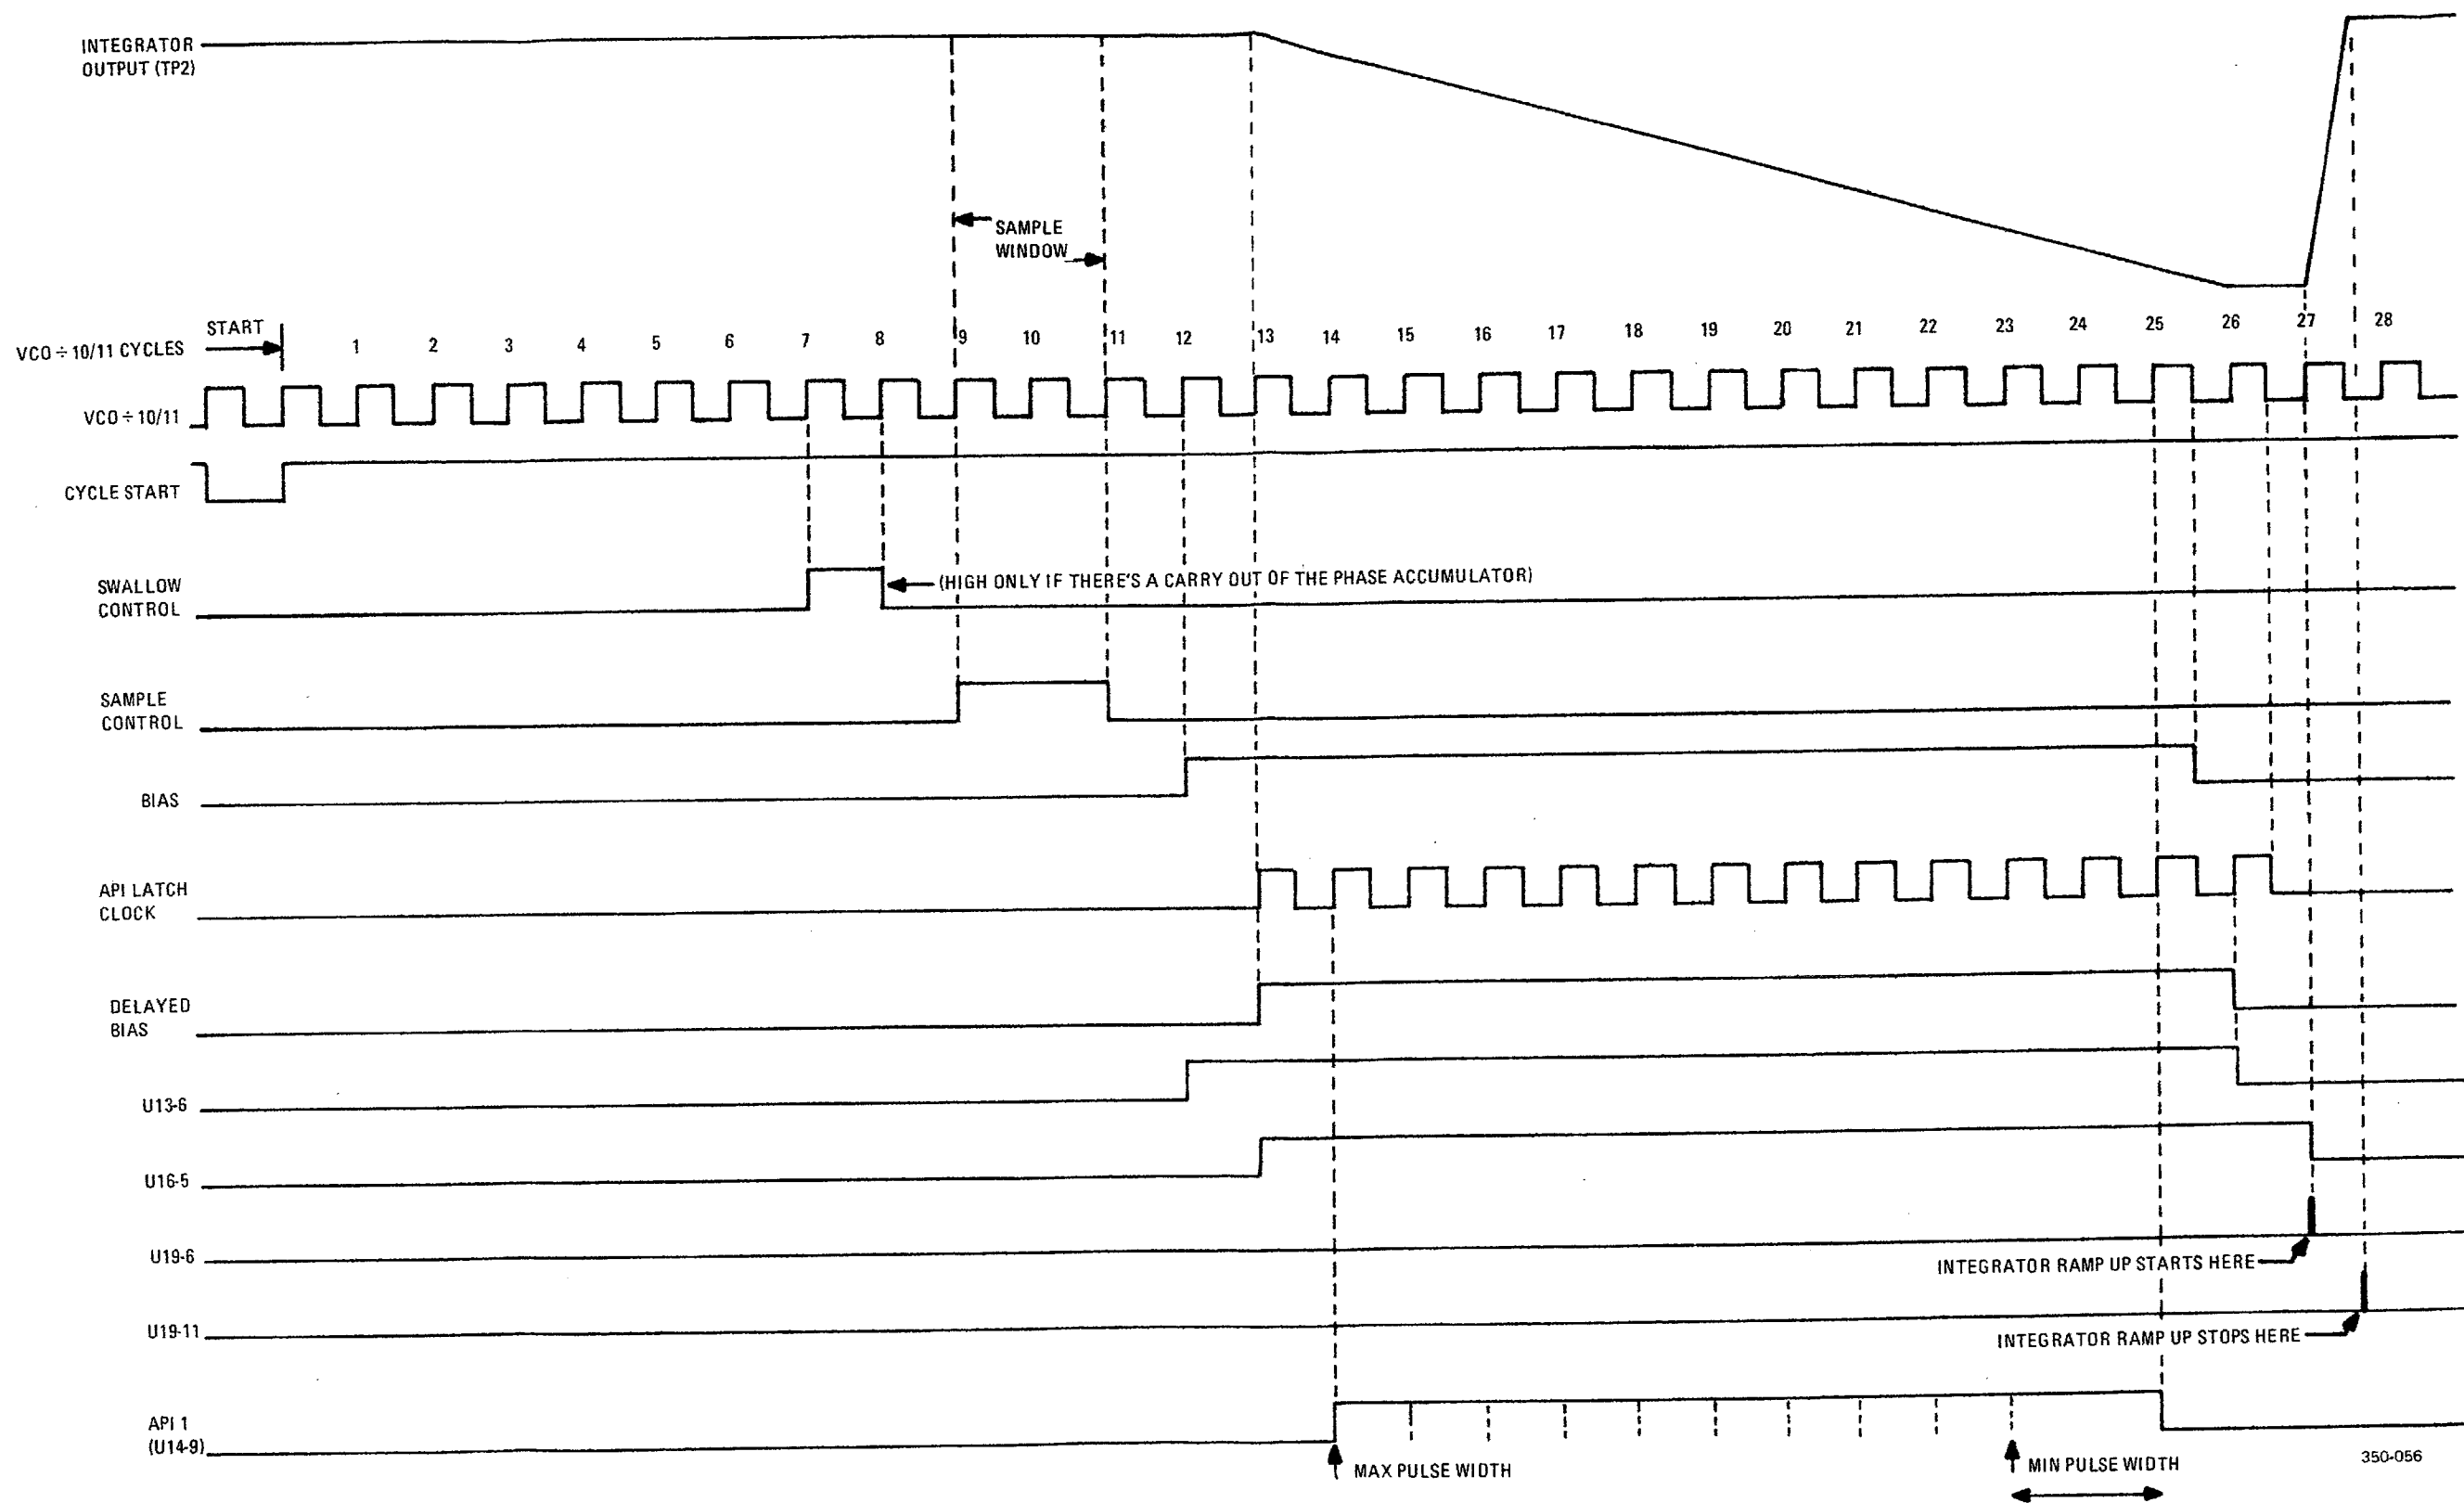 INTEGRATOR
OUTPUT (TP2)
SAMPLE
WINDOW
START
VCO ÷ 10/11 CYCLES
1 2 3 4 5 6 7 8 9 10 11 12 13 14 15 16 17 18 19 20 21 22 23 24 25 26 27 28
VCO ÷ 10/11
CYCLE START
SWALLOW
CONTROL
(HIGH ONLY IF THERE'S A CARRY OUT OF THE PHASE ACCUMULATOR)
SAMPLE
CONTROL
BIAS
API LATCH
CLOCK
DELAYED
BIAS
U13-6
U16-5
U19-6
INTEGRATOR RAMP UP STARTS HERE
U19-11
INTEGRATOR RAMP UP STOPS HERE
API 1
(U14-9)
MAX PULSE WIDTH
MIN PULSE WIDTH
350-056